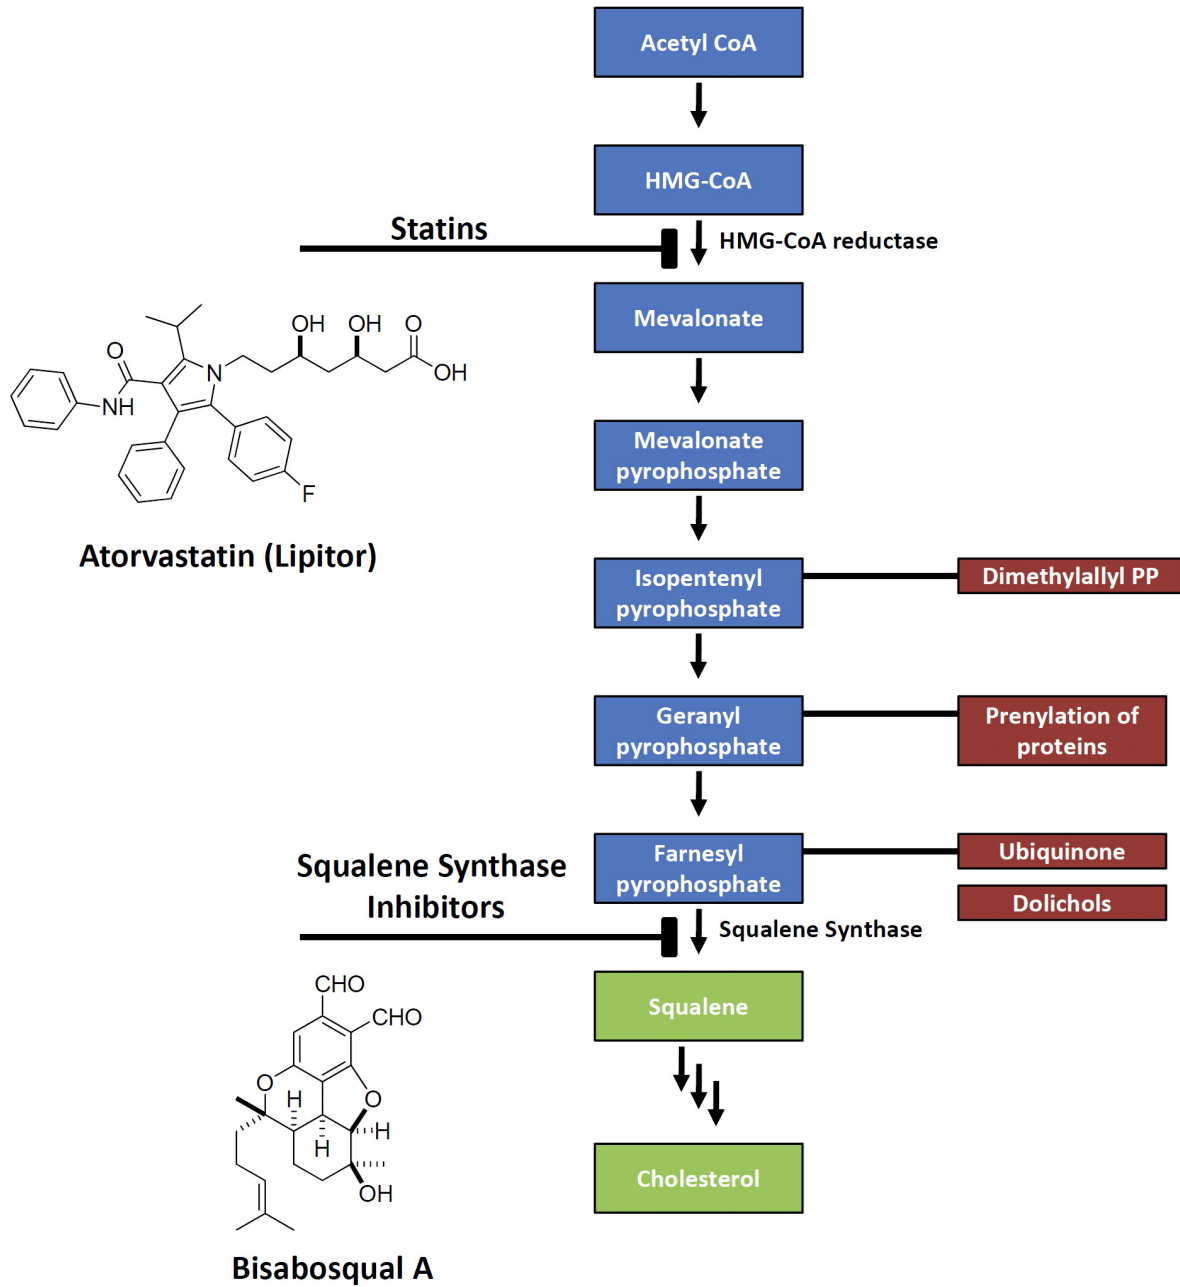 Acetyl CoA
HMG-CoA
Statins
HMG-CoA reductase
Mevalonate
OH
OH
O
OH
O
N
NH
F
Atorvastatin (Lipitor)
Mevalonate
pyrophosphate
Isopentenyl
pyrophosphate
Dimethylallyl PP
Geranyl
pyrophosphate
Prenylation of
proteins
Farnesyl
pyrophosphate
Ubiquinone
Dolichols
Squalene Synthase
Inhibitors
Squalene Synthase
CHO
CHO
O
H
O
H
H
OH
Bisabosqual A
Squalene
Cholesterol